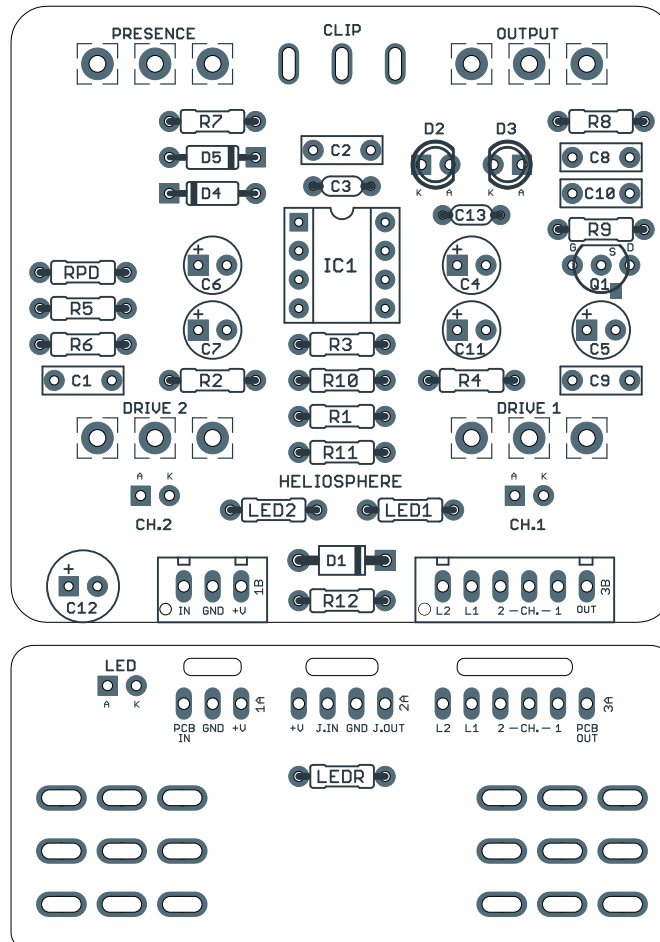 CLIP
PRESENCE OUTPUT
R7 R8
D2 D3
C2 C8
D5
K A K A
D4 C3 C10
C13
+ + R9
G S D
RPD C6 IC1 C4 Q1
R5 + + +
R6 C7 R3 C11 C5
C1 R2 R10 R4 C9
DRIVE 2 R1 DRIVE 1
R11
A K A K
HELIOSPHERE
LED2 LED1
CH.2 CH.1
D1
+ 1B 3B
C12 IN GND +V R12 L2 L1 2 —CH.— 1 OUT
LED
A K
1A 2A 3A
PCB IN GND +V +V J.IN GND J.OUT L2 L1 2 —CH.— 1 PCB OUT
LEDR